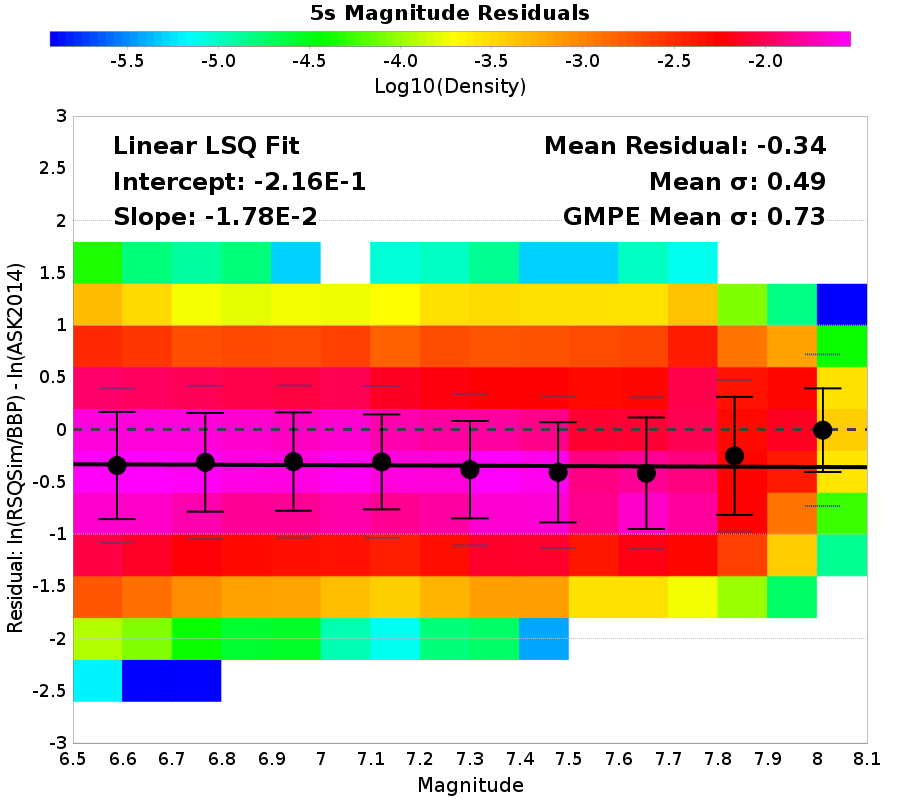 5s Magnitude Residuals
-5.5 -5.0 -4.5 -4.0 -3.5 -3.0 -2.5 -2.0
Log10(Density)
Linear LSQ Fit
Intercept: -2.16E-1
Slope: -1.78E-2
Mean Residual: -0.34
Mean σ: 0.49
GMPE Mean σ: 0.73
Residual: ln(RSQSim/BBP) - ln(ASK2014)
3
2.5
2
1.5
1
0.5
0
-0.5
-1
-1.5
-2
-2.5
-3
6.5 6.6 6.7 6.8 6.9 7 7.1 7.2 7.3 7.4 7.5 7.6 7.7 7.8 7.9 8 8.1
Magnitude